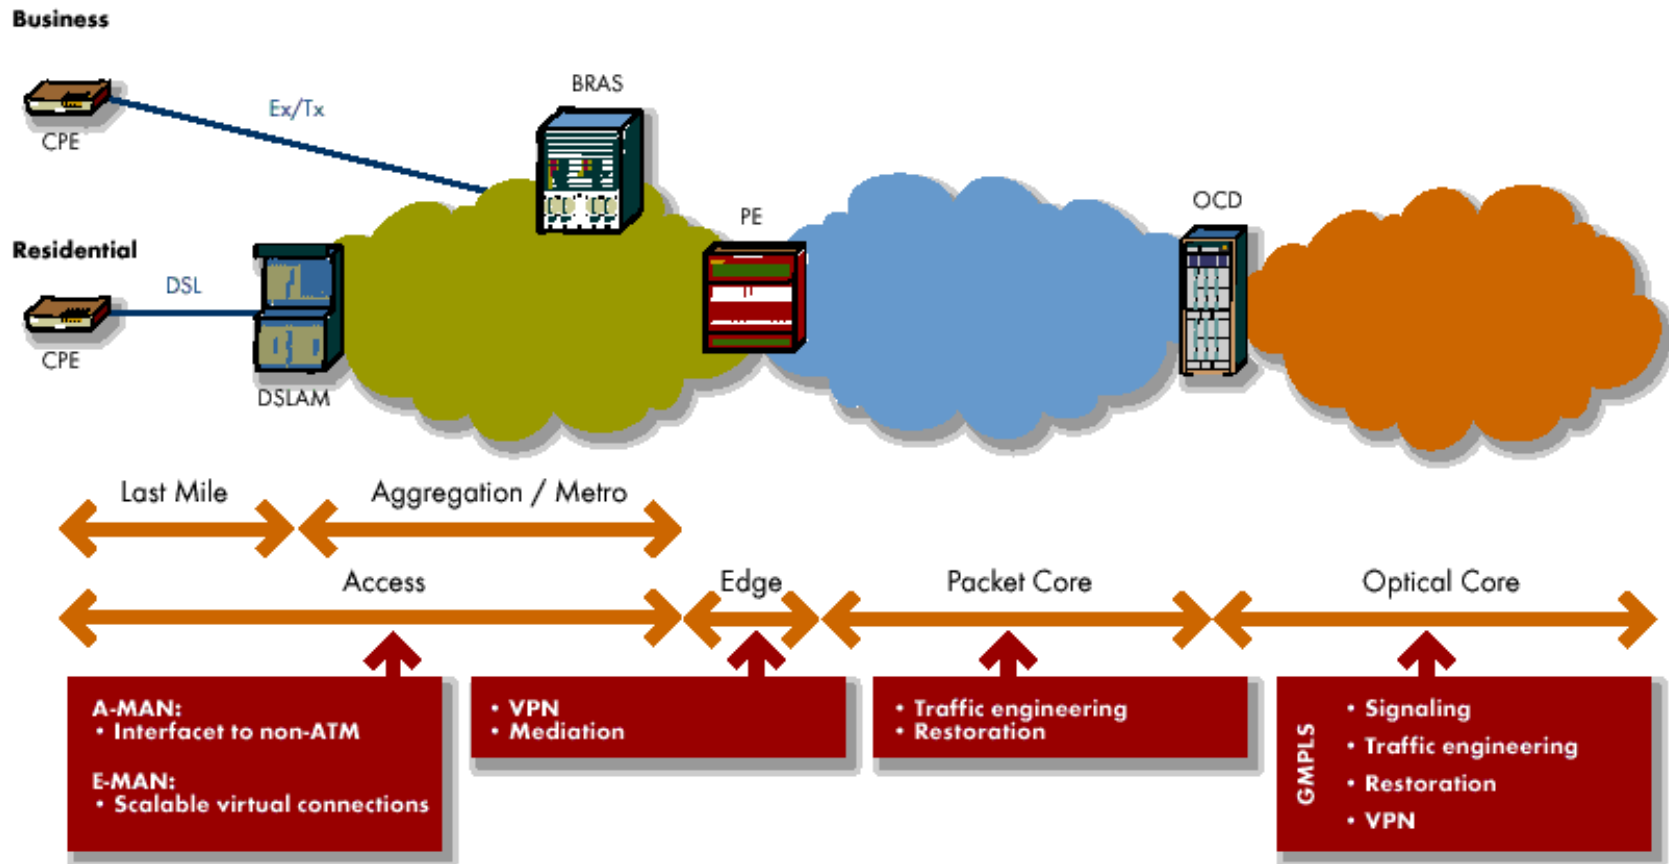 Business
BRAS
Ex/Tx
CPE
OCD
PE
Residential
DSL
CPE
DSLAM
Last Mile
Aggregation / Metro
Access
Edge
Packet Core
Optical Core
A-MAN:
• Interfacet to non-ATM
E-MAN:
• Scalable virtual connections
• VPN
• Mediation
• Traffic engineering
• Restoration
GMPLS
• Signaling
• Traffic engineering
• Restoration
• VPN